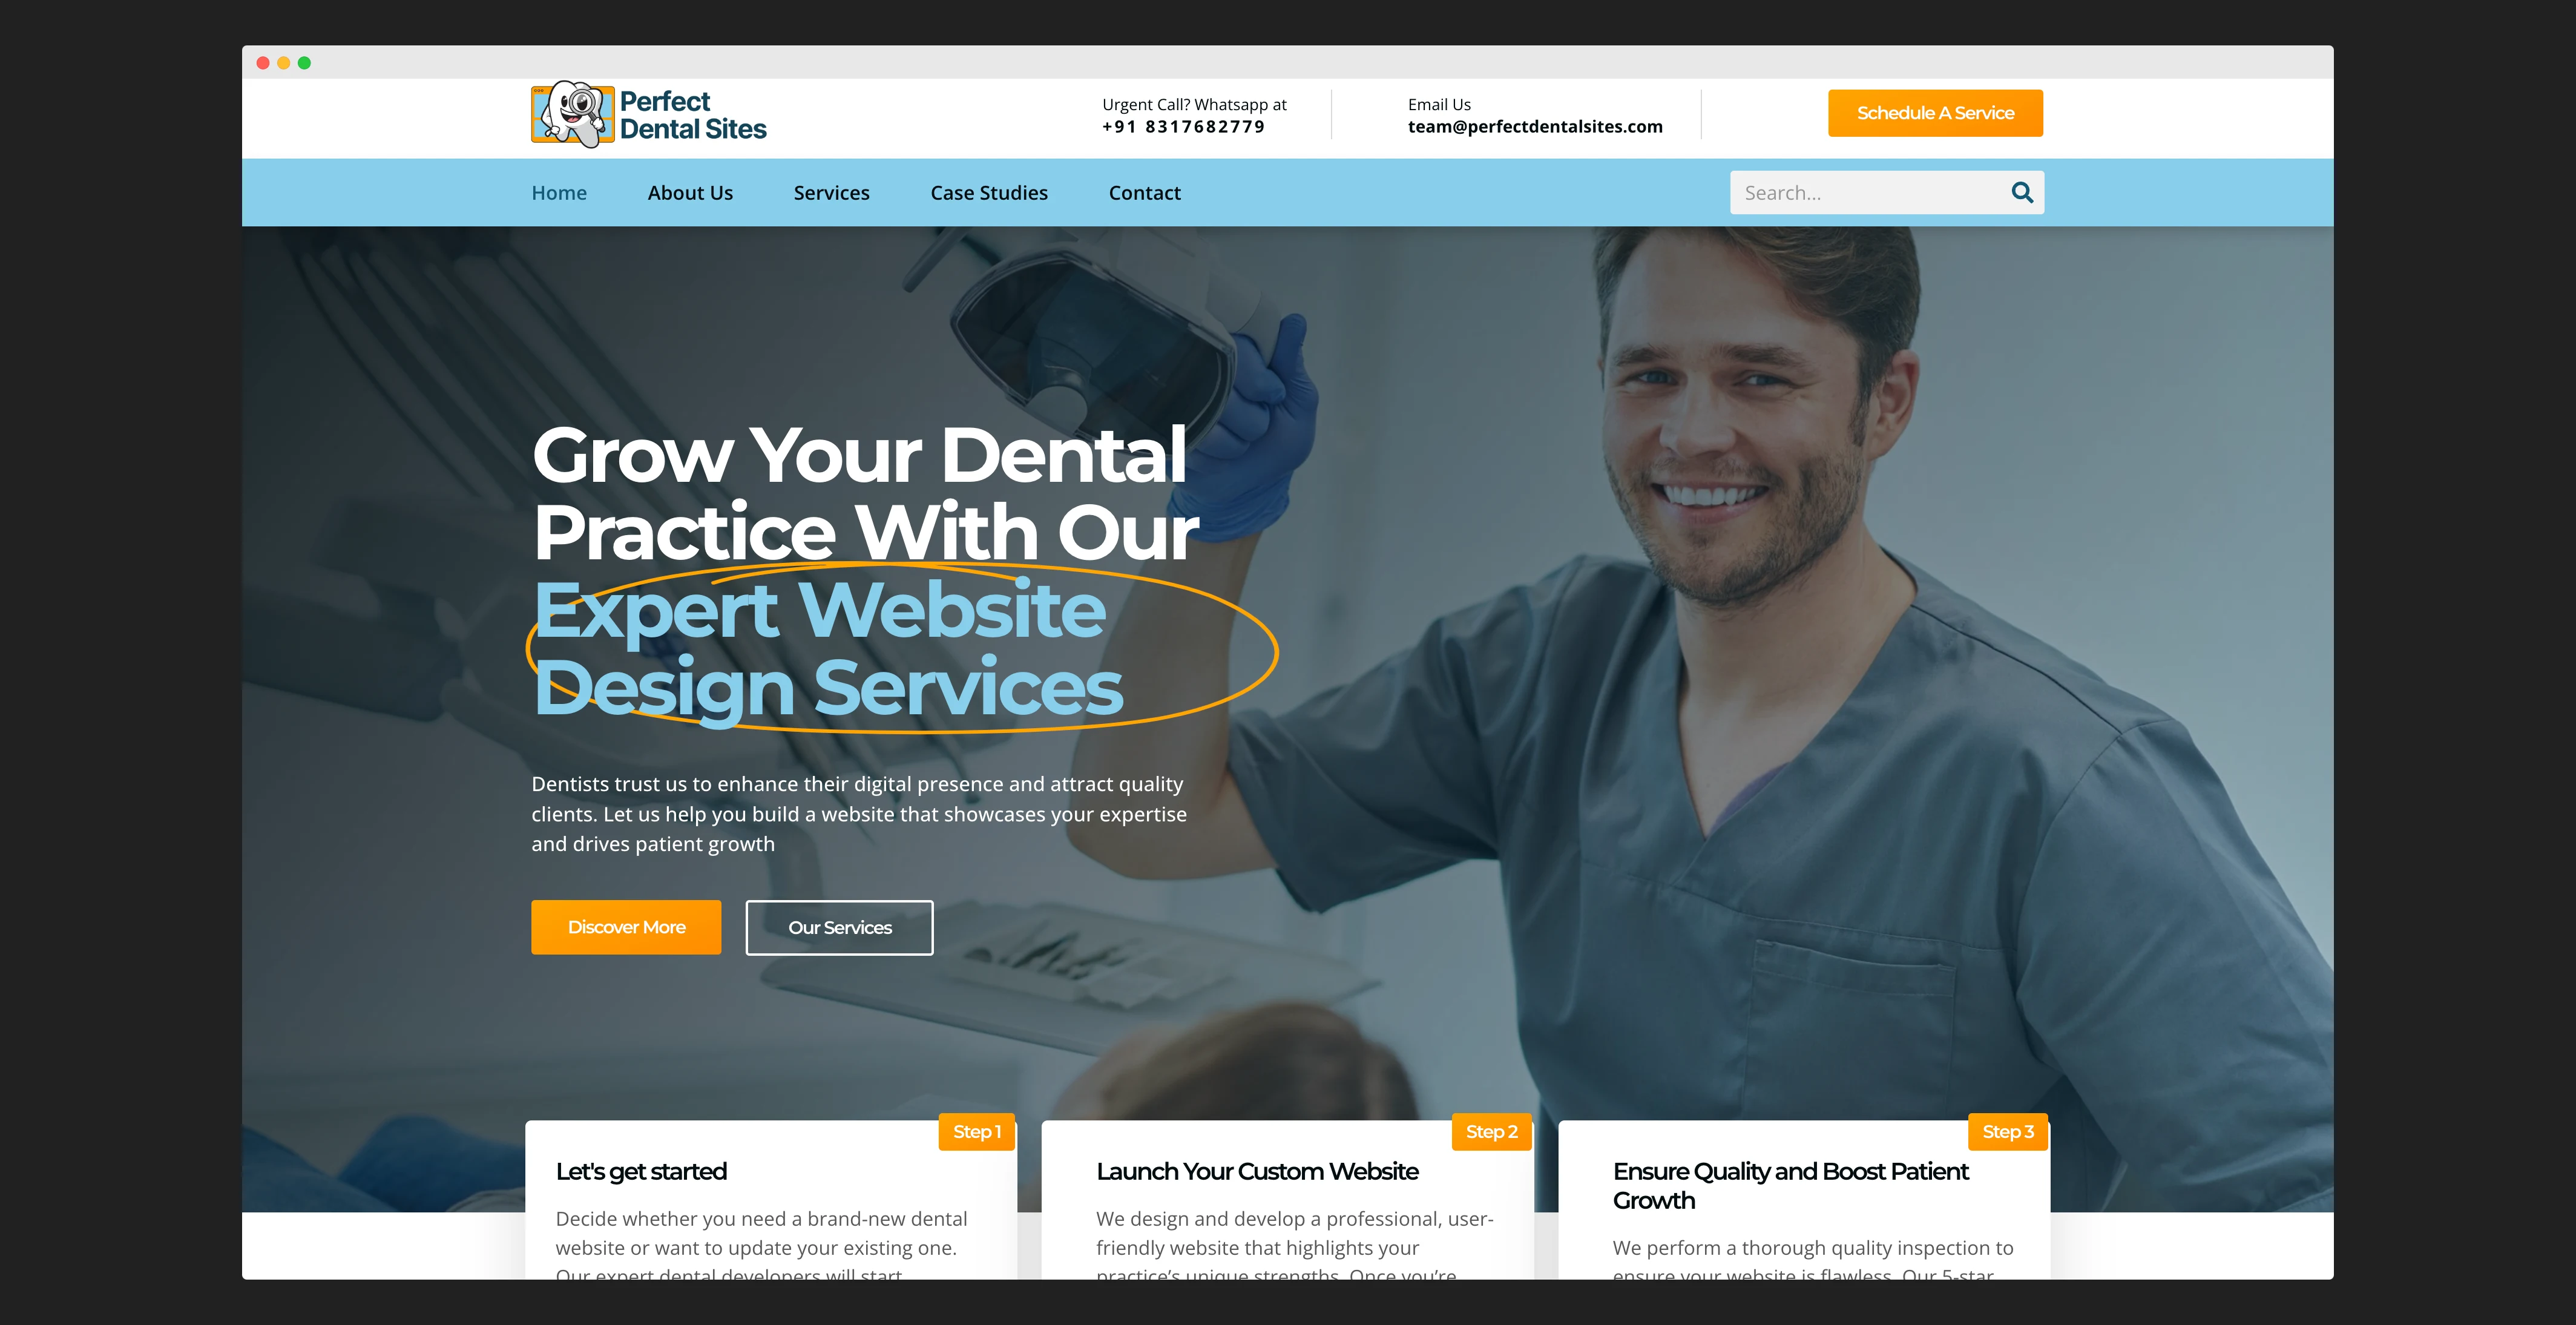 Perfect
Dental Sites
Urgent Call? Whatsapp at
+91 8317682779
Email Us
team@perfectdentalsites.com
Schedule A Service
Home
About Us
Services
Case Studies
Contact
Search...
Grow Your Dental
Practice With Our
Expert Website
Design Services
Dentists trust us to enhance their digital presence and attract quality
clients. Let us help you build a website that showcases your expertise
and drives patient growth
Discover More
Our Services
Step 1
Let's get started
Decide whether you need a brand-new dental
website or want to update your existing one.
Our expert dental developers will start
Step 2
Launch Your Custom Website
We design and develop a professional, user-
friendly website that highlights your
practice’s unique strengths. Once you’re
Step 3
Ensure Quality and Boost Patient
Growth
We perform a thorough quality inspection to
ensure your website is flawless. Our 5-star